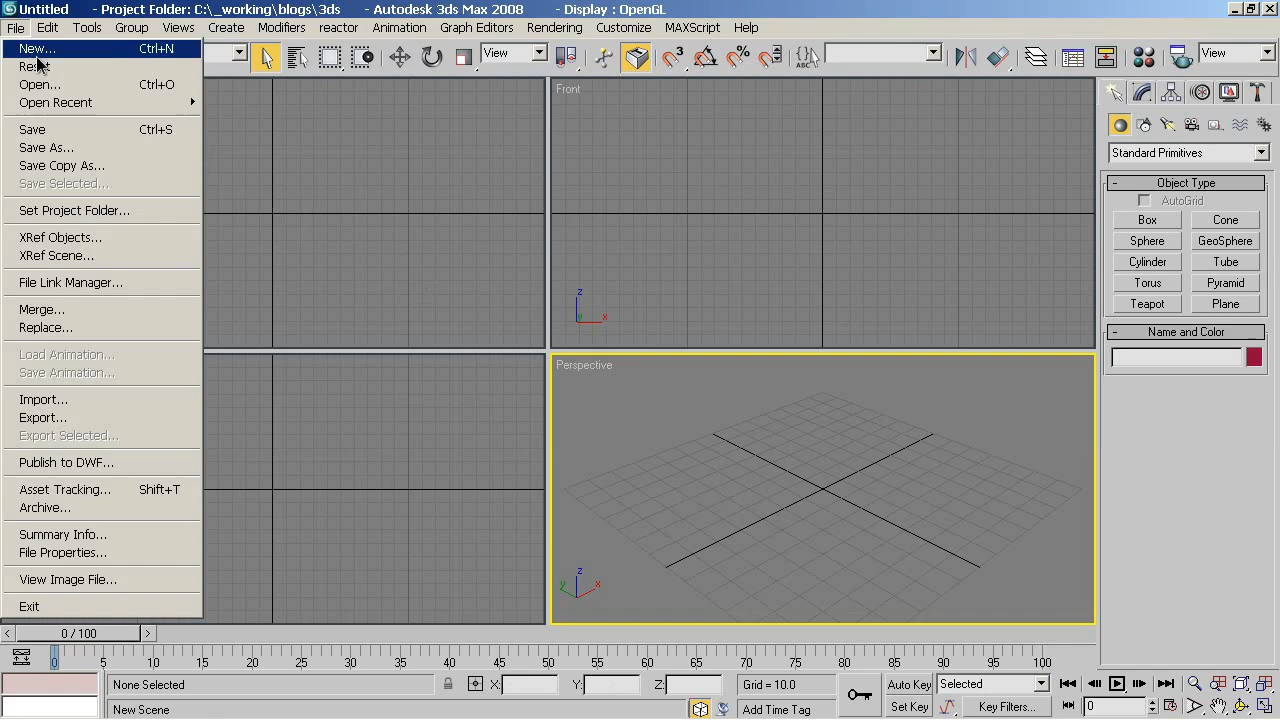 Untitled - Project Folder: C:\_working\blogs\3ds - Autodesk 3ds Max 2008 - Display : OpenGL
File Edit Tools Group Views Create Modifiers reactor Animation Graph Editors Rendering Customize MAXScript Help
New... Ctrl+N
Open... Ctrl+O
Open Recent
Save Ctrl+S
Save As...
Save Copy As...
Save Selected...
Set Project Folder...
XRef Objects...
XRef Scene...
File Link Manager...
Merge...
Replace...
Load Animation...
Save Animation...
Import...
Export...
Export Selected...
Publish to DWF...
Asset Tracking... Shift+T
Archive...
Summary Info...
File Properties...
View Image File...
Exit
View
3
%
ABC
View
Front
z
y x
Perspective
z
y x
Standard Primitives
- Object Type
AutoGrid
Box Cone
Sphere GeoSphere
Cylinder Tube
Torus Pyramid
Teapot Plane
- Name and Color
< 0 / 100 >
0 5 10 15 20 25 30 35 40 45 50 55 60 65 70 75 80 85 90 95 100
None Selected X: Y: Z: Grid = 10.0 Auto Key Selected
New Scene Add Time Tag Set Key Key Filters... 0